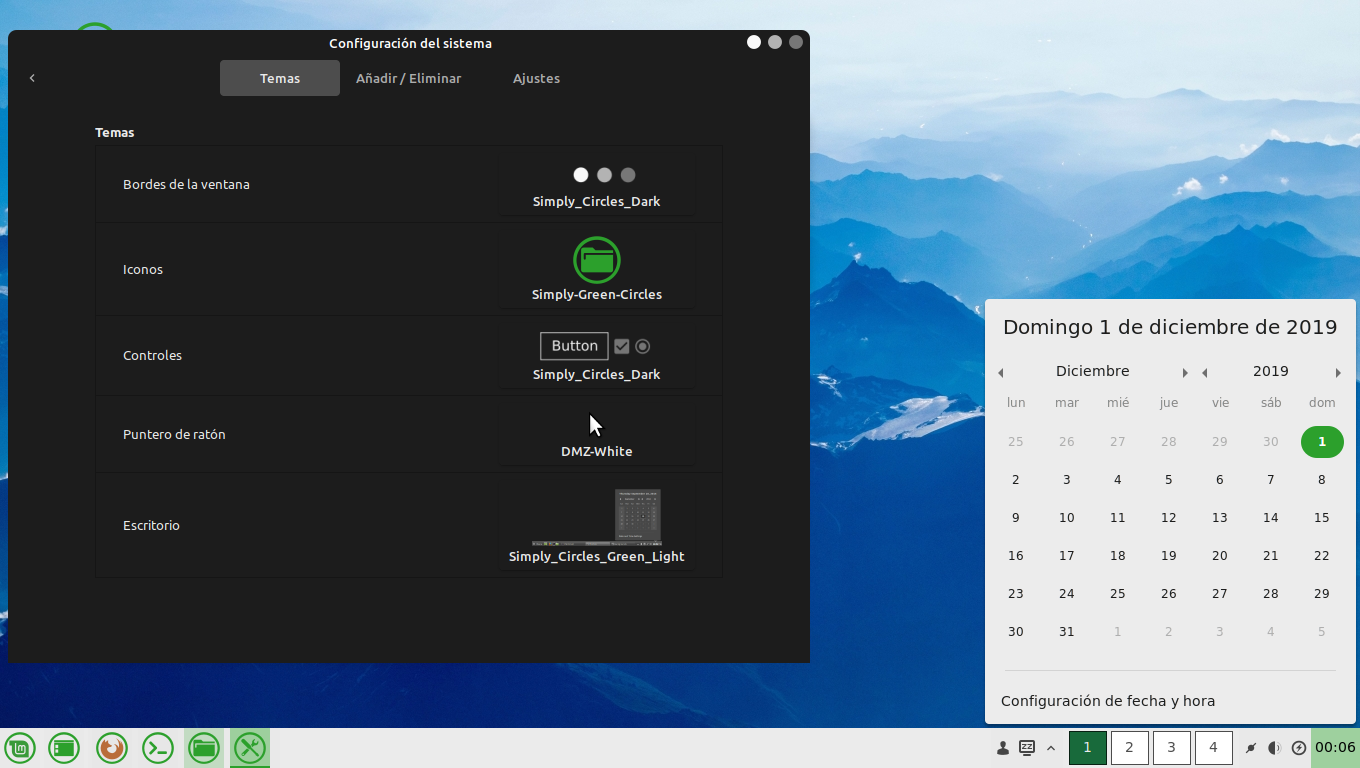 Configuración del sistema
Temas
Añadir / Eliminar
Ajustes
Temas
Bordes de la ventana
Simply_Circles_Dark
Iconos
Simply-Green-Circles
Controles
Button
Simply_Circles_Dark
Puntero de ratón
DMZ-White
Escritorio
Simply_Circles_Green_Light
Domingo 1 de diciembre de 2019
Diciembre 2019
lun mar mié jue vie sáb dom
25 26 27 28 29 30 1
2 3 4 5 6 7 8
9 10 11 12 13 14 15
16 17 18 19 20 21 22
23 24 25 26 27 28 29
30 31 1 2 3 4 5
Configuración de fecha y hora
zz 1 2 3 4 00:06